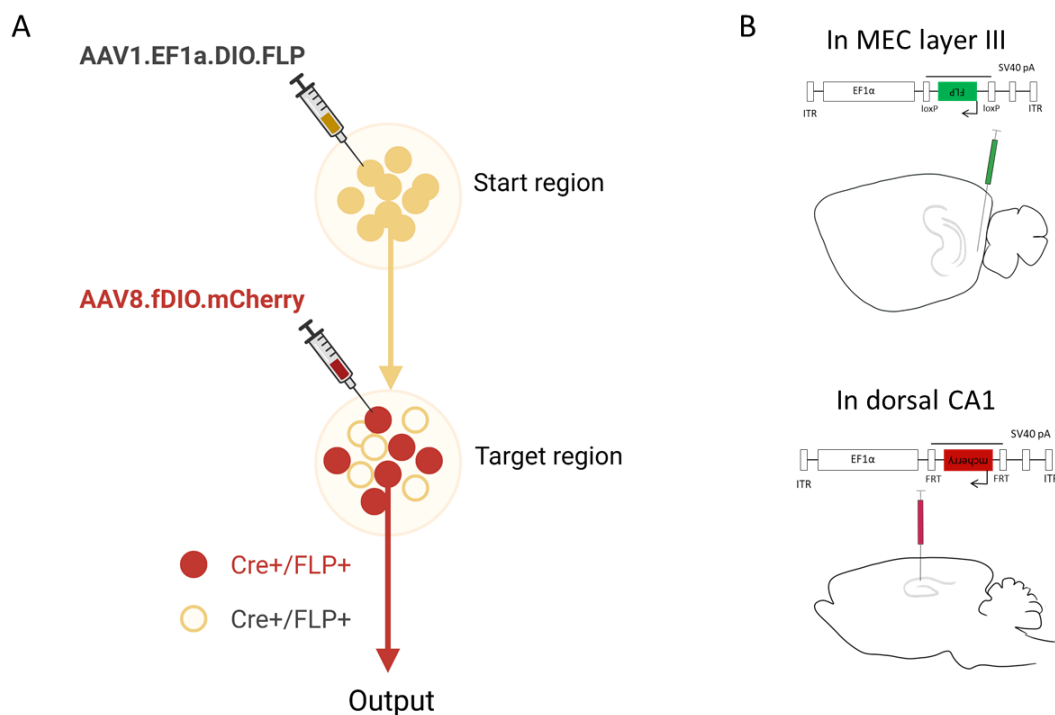 A
AAV1.EF1a.DIO.FLP
Start region
AAV8.fDIO.mCherry
Target region
Cre+/FLP+
Cre+/FLP+
Output
B
In MEC layer III
SV40 pA
EF1α
FLP
ITR
loxP
loxP
ITR
In dorsal CA1
SV40 pA
EF1α
mcherry
ITR
FRT
FRT
ITR